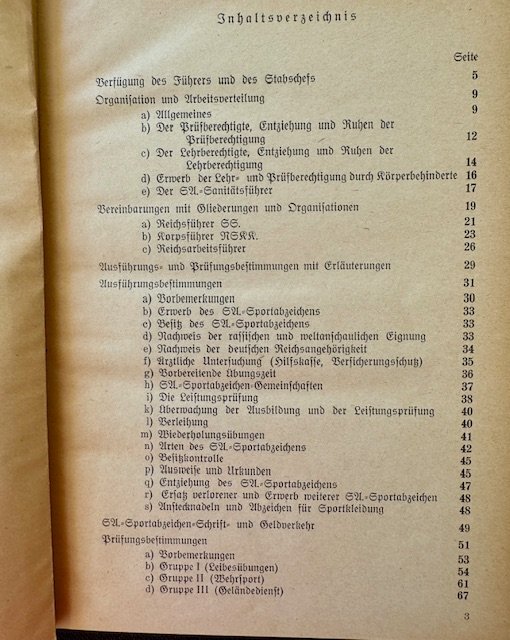 Inhaltsverzeichnis
Seite
Verfügung des Führers und des Stabschefs 5
Organisation und Arbeitsverteilung 9
a) Allgemeines 9
b) Der Prüfberechtigte, Entziehung und Ruhen der
Prüfberechtigung 12
c) Der Lehrberechtigte, Entziehung und Ruhen der
Lehrberechtigung 14
d) Erwerb der Lehr- und Prüfberechtigung durch Körperbehinderte 16
e) Der SA.-Sanitätsführer 17
Vereinbarungen mit Gliederungen und Organisationen 19
a) Reichsführer SS. 21
b) Korpsführer NSKK. 23
c) Reichsarbeitsführer 26
Ausführungs- und Prüfungsbestimmungen mit Erläuterungen 29
Ausführungsbestimmungen 31
a) Vorbemerkungen 30
b) Erwerb des SA.-Sportabzeichens 33
c) Besitz des SA.-Sportabzeichens 33
d) Nachweis der rassischen und weltanschaulichen Eignung 33
e) Nachweis der deutschen Reichsangehörigkeit 34
f) Ärztliche Untersuchung (Hilfskasse, Versicherungsschutz) 35
g) Vorbereitende Übungszeit 36
h) SA.-Sportabzeichen-Gemeinschaften 37
i) Die Leistungsprüfung 38
k) Überwachung der Ausbildung und der Leistungsprüfung 40
l) Verleihung 40
m) Wiederholungsübungen 41
n) Arten des SA.-Sportabzeichens 42
o) Besitzkontrolle 45
p) Ausweise und Urkunden 45
q) Entziehung des SA.-Sportabzeichens 47
r) Ersatz verlorener und Erwerb weiterer SA.-Sportabzeichen 48
s) Anstecknadeln und Abzeichen für Sportkleidung 48
SA.-Sportabzeichen-Schrift- und Geldverkehr 49
Prüfungsbestimmungen 51
a) Vorbemerkungen 53
b) Gruppe I (Leibesübungen) 54
c) Gruppe II (Wehrsport) 61
d) Gruppe III (Geländedienst) 67
3